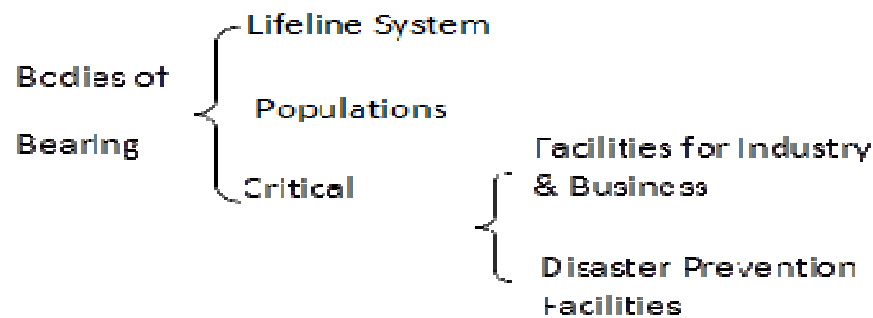 Bodies of
Bearing
Lifeline System
Populations
Critical
Facilities for Industry
& Business
Disaster Prevention
Facilities